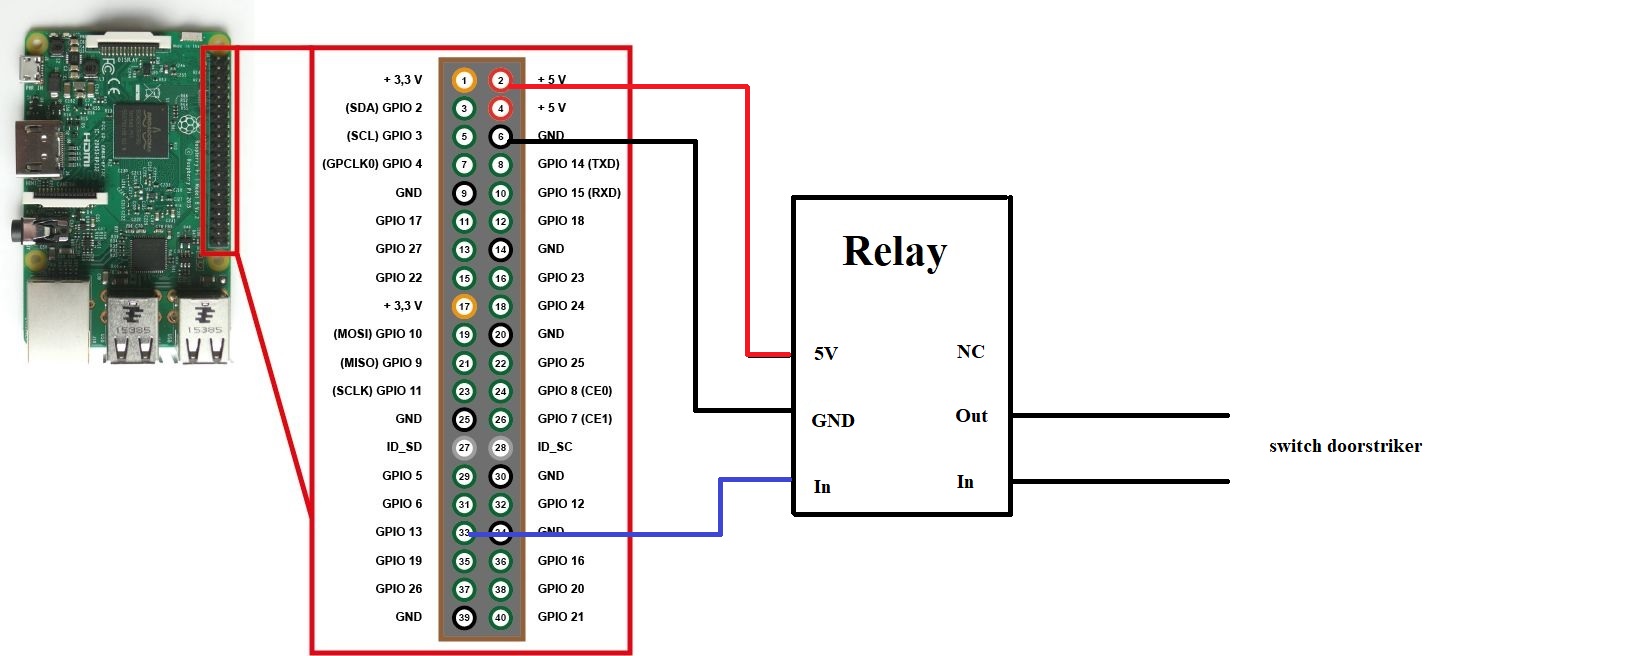 DISPLAY
HDMI
15385
15385
+ 3,3 V 1 2 + 5 V
(SDA) GPIO 2 3 4 + 5 V
(SCL) GPIO 3 5 6 GND
(GPCLK0) GPIO 4 7 8 GPIO 14 (TXD)
GND 9 10 GPIO 15 (RXD)
GPIO 17 11 12 GPIO 18
GPIO 27 13 14 GND
GPIO 22 15 16 GPIO 23
+ 3,3 V 17 18 GPIO 24
(MOSI) GPIO 10 19 20 GND
(MISO) GPIO 9 21 22 GPIO 25
(SCLK) GPIO 11 23 24 GPIO 8 (CE0)
GND 25 26 GPIO 7 (CE1)
ID_SD 27 28 ID_SC
GPIO 5 29 30 GND
GPIO 6 31 32 GPIO 12
GPIO 13 33 34 GND
GPIO 19 35 36 GPIO 16
GPIO 26 37 38 GPIO 20
GND 39 40 GPIO 21
Relay
5V NC
GND Out
In In
switch doorstriker